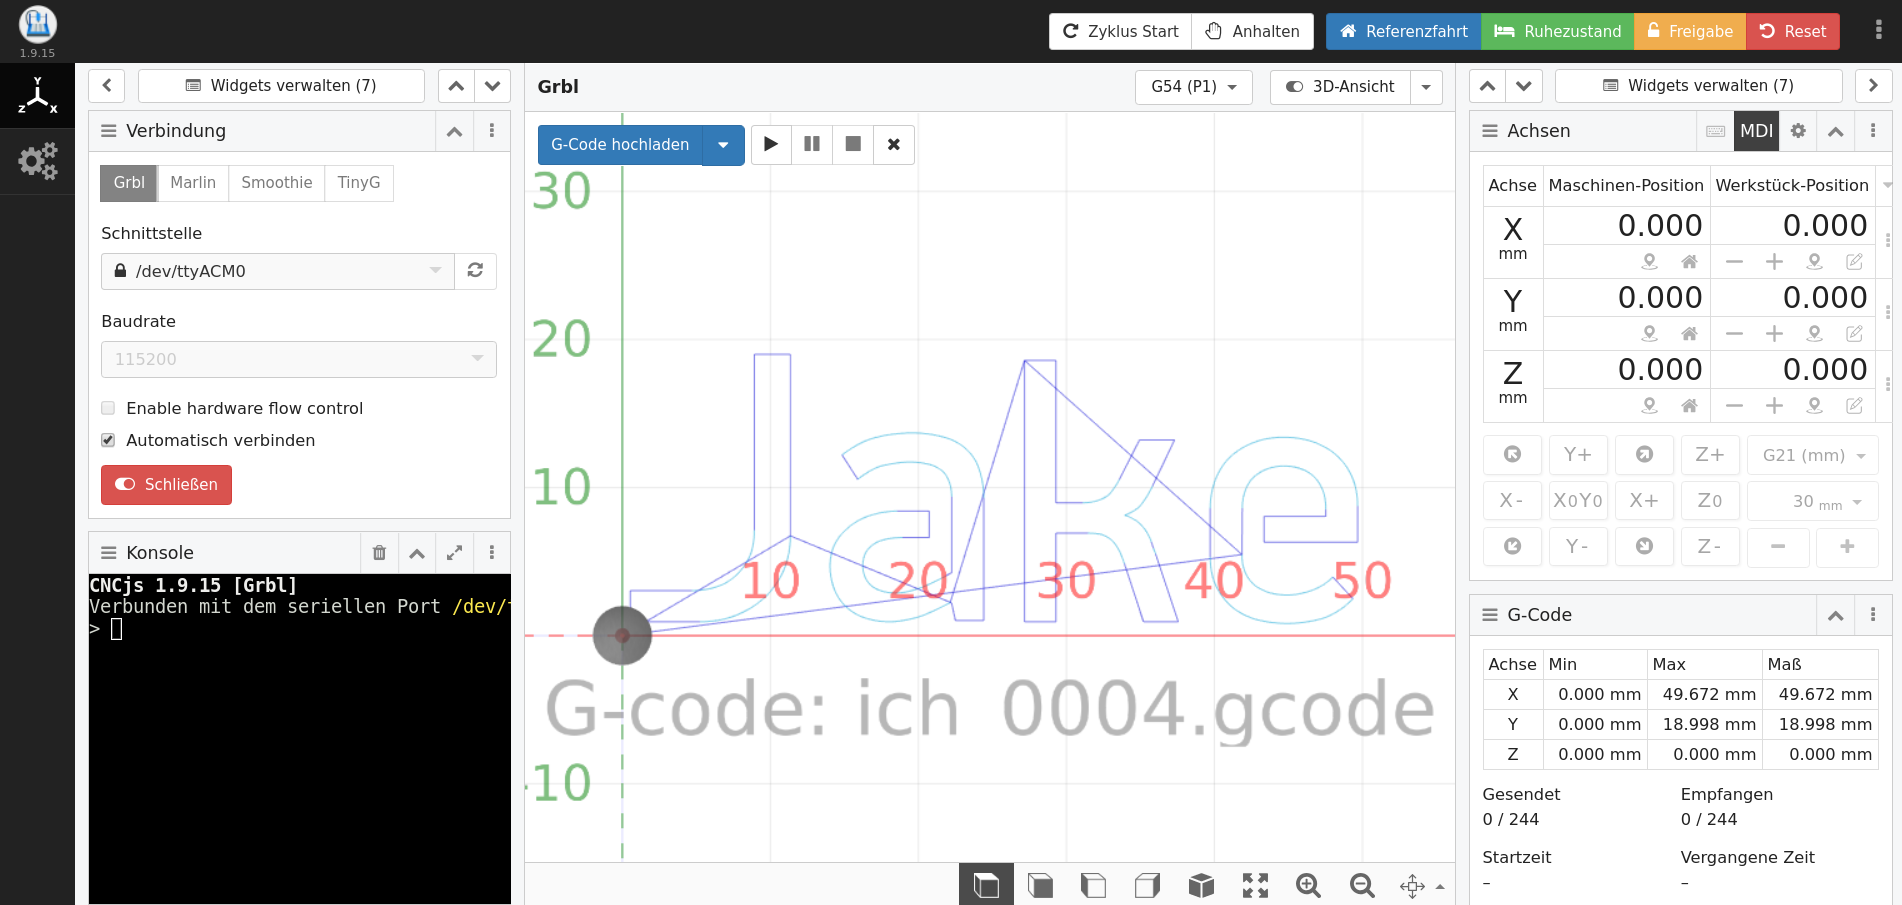 1.9.15
Zyklus Start
Anhalten
Referenzfahrt
Ruhezustand
Freigabe
Reset
Widgets verwalten (7)
Verbindung
Grbl
Marlin
Smoothie
TinyG
Schnittstelle
/dev/ttyACM0
Baudrate
115200
Enable hardware flow control
Automatisch verbinden
Schließen
Konsole
CNCjs 1.9.15 [Grbl]
Verbunden mit dem seriellen Port /dev/
>
Grbl
G54 (P1)
3D-Ansicht
G-Code hochladen
30
20
10
Jake
10 20 30 40 50
G-code: ich_0004.gcode
-10
Widgets verwalten (7)
Achsen
MDI
Achse Maschinen-Position Werkstück-Position
X mm 0.000 0.000
Y mm 0.000 0.000
Z mm 0.000 0.000
Y+ Z+ G21 (mm)
X- X0Y0 X+ Z0 30 mm
Y- Z-
G-Code
Achse Min Max Maß
X 0.000 mm 49.672 mm 49.672 mm
Y 0.000 mm 18.998 mm 18.998 mm
Z 0.000 mm 0.000 mm 0.000 mm
Gesendet Empfangen
0 / 244 0 / 244
Startzeit Vergangene Zeit
– –